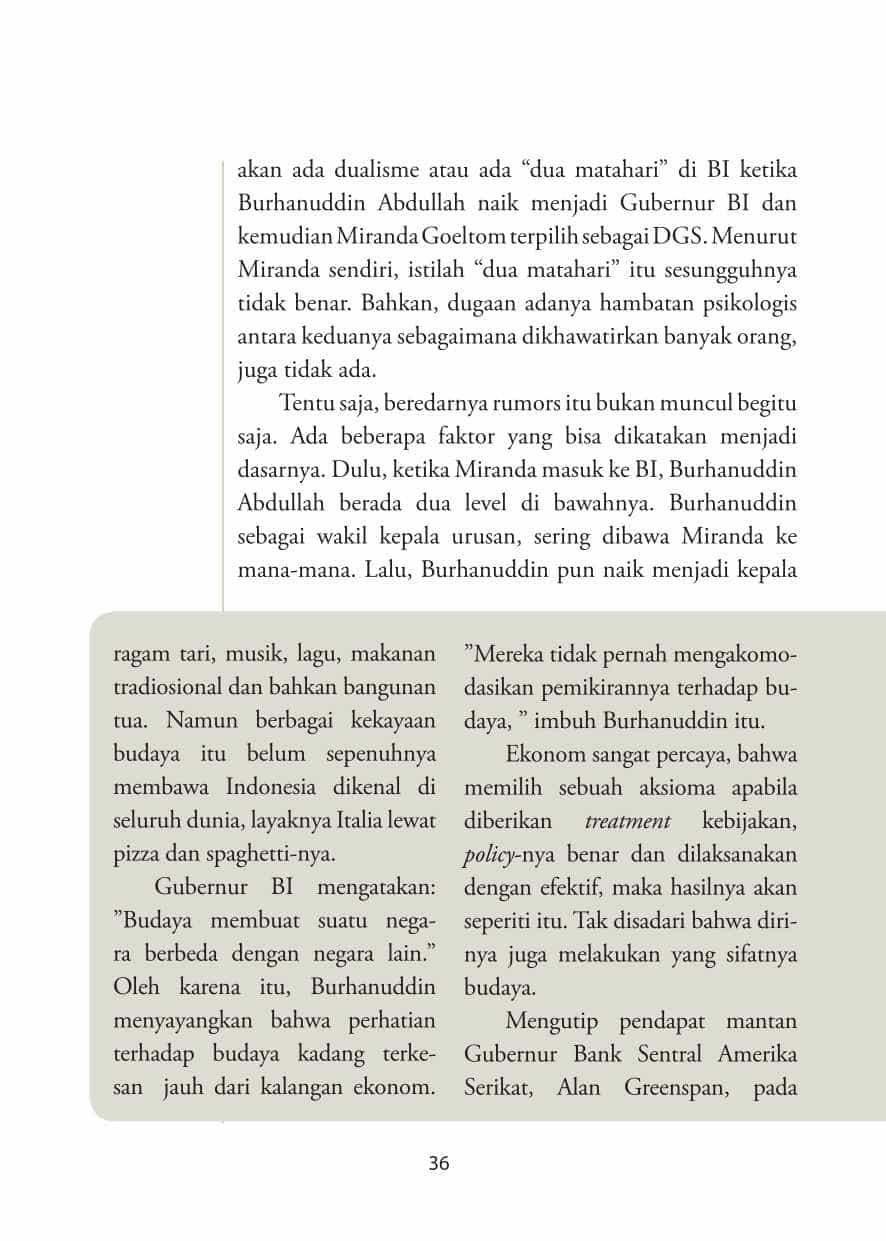 akan ada dualisme atau ada “dua matahari” di BI ketika
Burhanuddin Abdullah naik menjadi Gubernur BI dan
kemudian Miranda Goeltom terpilih sebagai DGS. Menurut
Miranda sendiri, istilah “dua matahari” itu sesungguhnya
tidak benar. Bahkan, dugaan adanya hambatan psikologis
antara keduanya sebagaimana dikhawatirkan banyak orang,
juga tidak ada.
Tentu saja, beredarnya rumors itu bukan muncul begitu
saja. Ada beberapa faktor yang bisa dikatakan menjadi
dasarnya. Dulu, ketika Miranda masuk ke BI, Burhanuddin
Abdullah berada dua level di bawahnya. Burhanuddin
sebagai wakil kepala urusan, sering dibawa Miranda ke
mana-mana. Lalu, Burhanuddin pun naik menjadi kepala
ragam tari, musik, lagu, makanan
tradiosional dan bahkan bangunan
tua. Namun berbagai kekayaan
budaya itu belum sepenuhnya
membawa Indonesia dikenal di
seluruh dunia, layaknya Italia lewat
pizza dan spaghetti-nya.
Gubernur BI mengatakan:
”Budaya membuat suatu nega-
ra berbeda dengan negara lain.”
Oleh karena itu, Burhanuddin
menyayangkan bahwa perhatian
terhadap budaya kadang terke-
san jauh dari kalangan ekonom.
”Mereka tidak pernah mengakomo-
dasikan pemikirannya terhadap bu-
daya, ” imbuh Burhanuddin itu.
Ekonom sangat percaya, bahwa
memilih sebuah aksioma apabila
diberikan treatment kebijakan,
policy-nya benar dan dilaksanakan
dengan efektif, maka hasilnya akan
seperiti itu. Tak disadari bahwa diri-
nya juga melakukan yang sifatnya
budaya.
Mengutip pendapat mantan
Gubernur Bank Sentral Amerika
Serikat, Alan Greenspan, pada
36